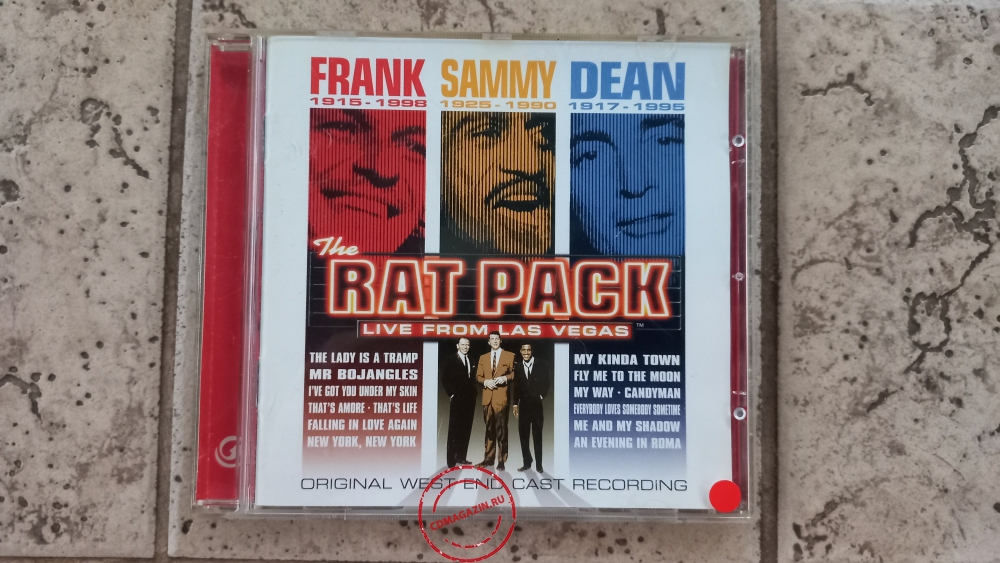 FRANK
1915-1998
SAMMY
1925-1990
DEAN
1917-1995
The
RAT PACK
LIVE FROM LAS VEGAS™
THE LADY IS A TRAMP
MR BOJANGLES
I'VE GOT YOU UNDER MY SKIN
THAT'S AMORE · THAT'S LIFE
FALLING IN LOVE AGAIN
NEW YORK, NEW YORK
MY KINDA TOWN
FLY ME TO THE MOON
MY WAY · CANDYMAN
EVERYBODY LOVES SOMEBODY SOMETIME
ME AND MY SHADOW
AN EVENING IN ROMA
ORIGINAL WEST END CAST RECORDING
CDMAGAZIN.RU